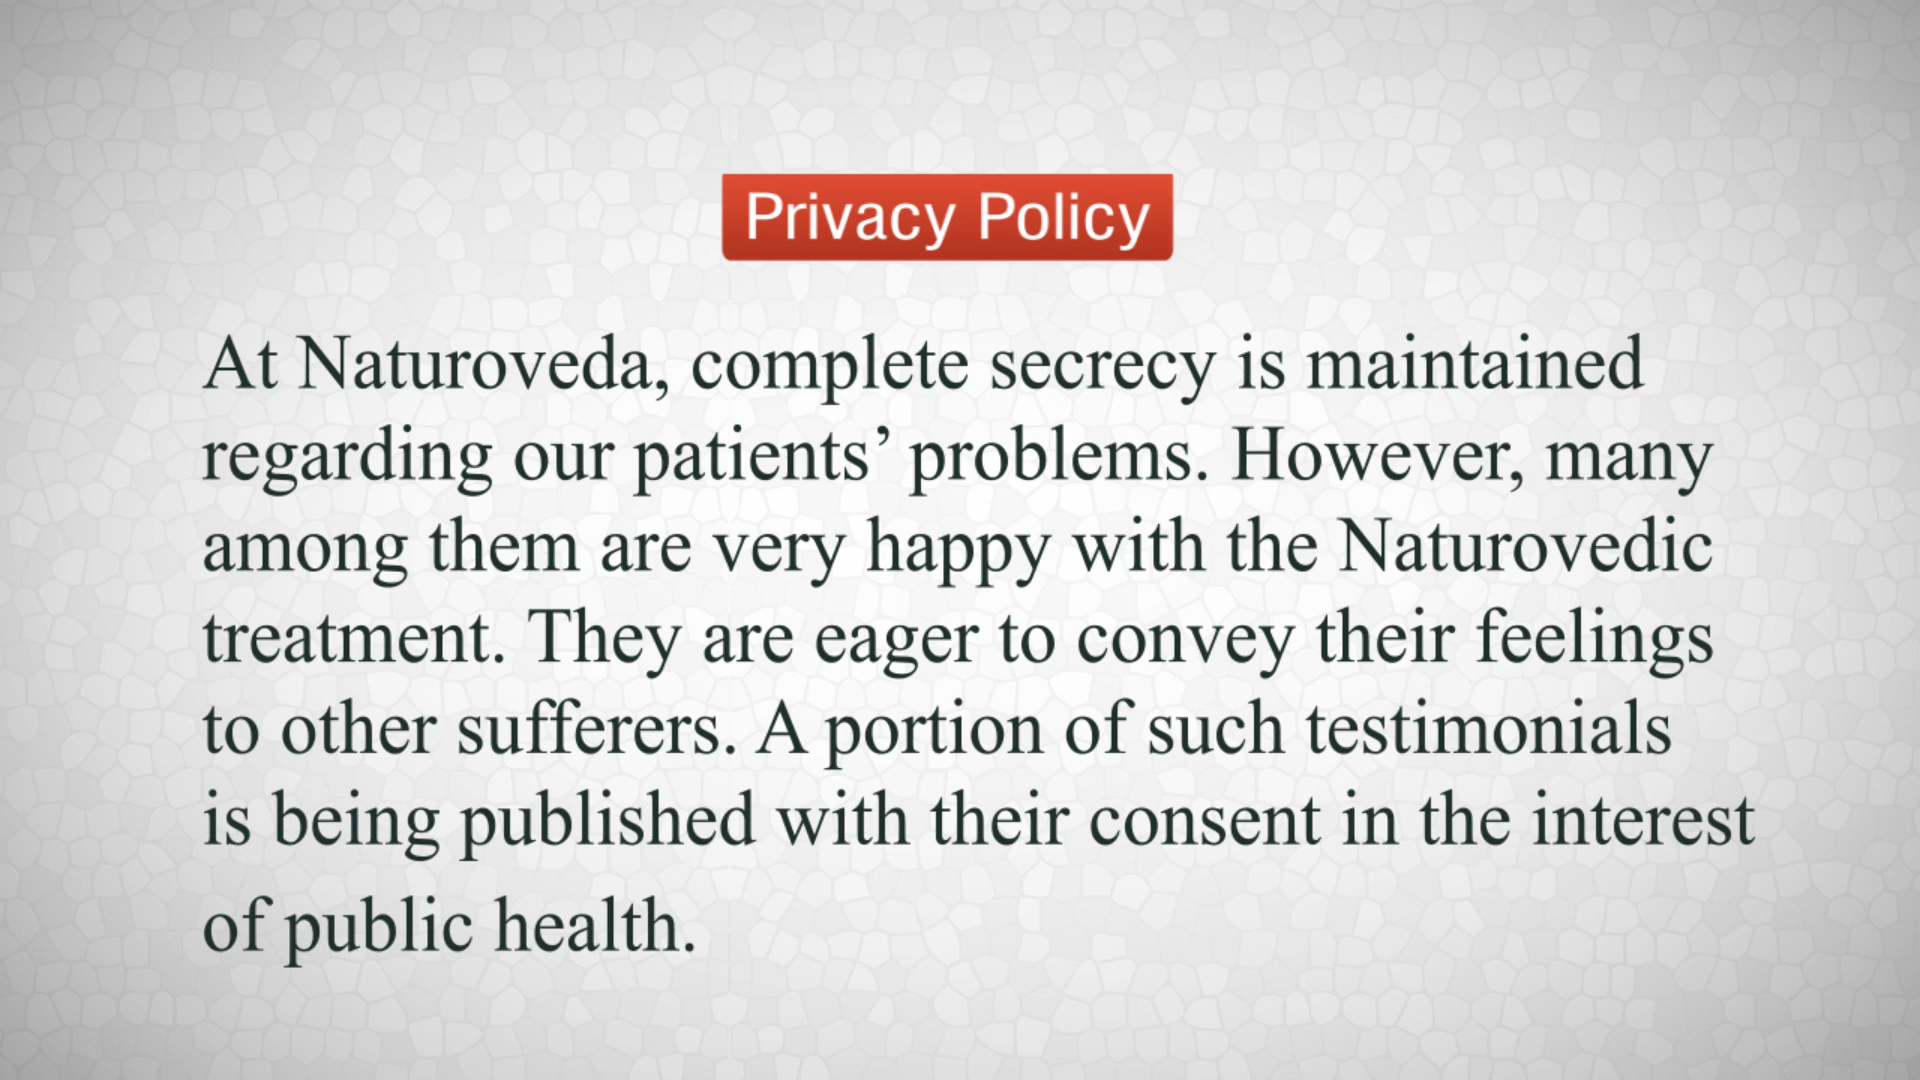 Privacy Policy
At Naturoveda, complete secrecy is maintained
regarding our patients’ problems. However, many
among them are very happy with the Naturovedic
treatment. They are eager to convey their feelings
to other sufferers. A portion of such testimonials
is being published with their consent in the interest
of public health.